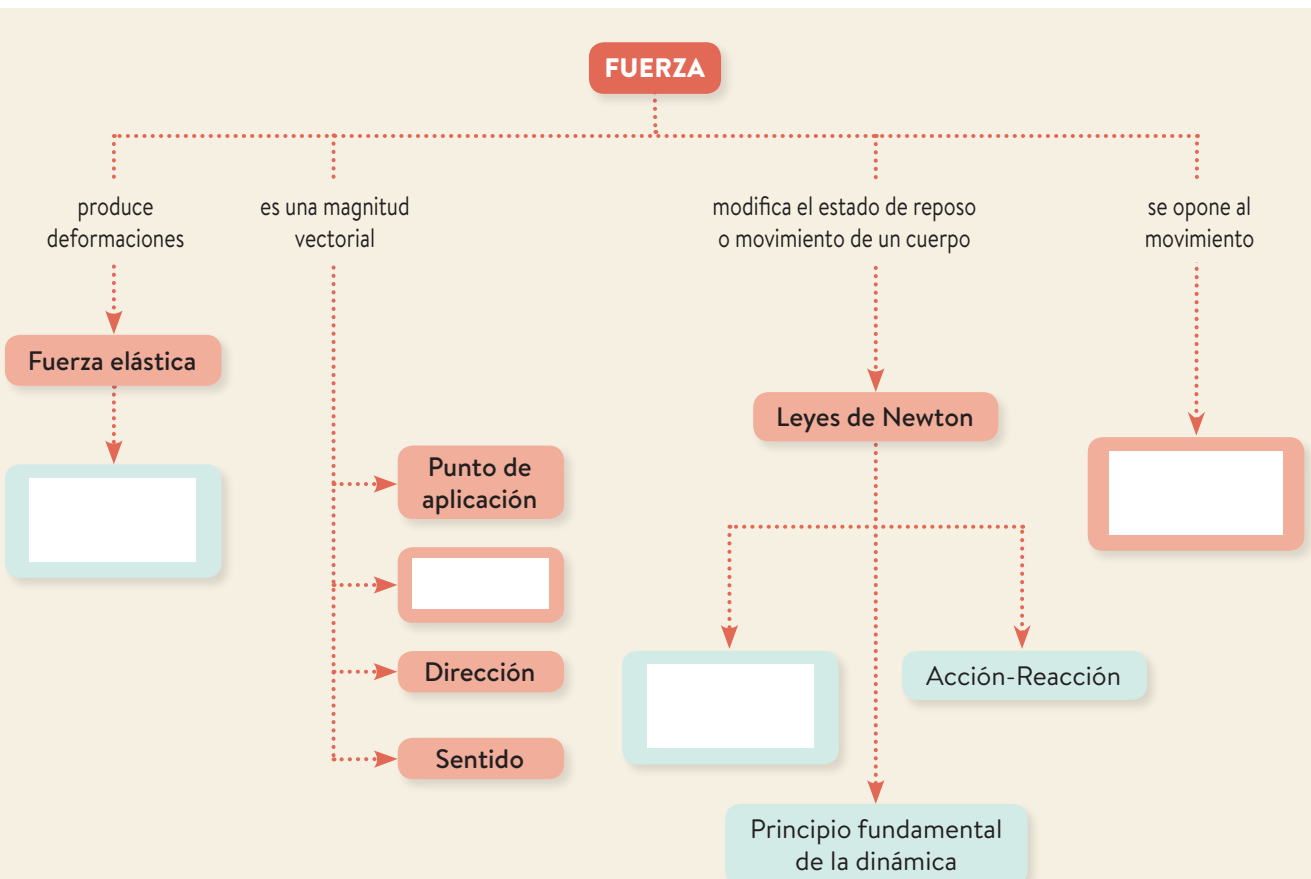 FUERZA
produce
deformaciones
es una magnitud
vectorial
modifica el estado de reposo
o movimiento de un cuerpo
se opone al
movimiento
Fuerza elástica
Leyes de Newton
Punto de
aplicación
Dirección
Sentido
Acción-Reacción
Principio fundamental
de la dinámica